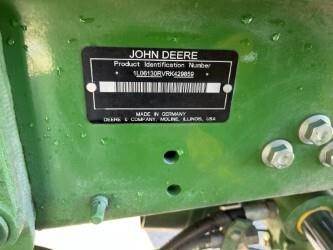 JOHN DEERE
Product Identification Number
*1L06130RVRK429859*
MADE IN GERMANY
DEERE & COMPANY, MOLINE, ILLINOIS, USA